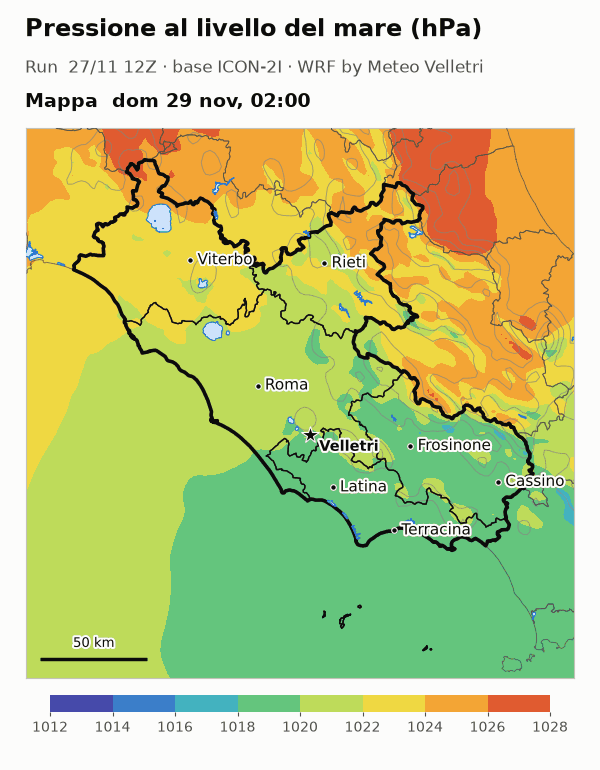 Pressione al livello del mare (hPa)
Run  27/11 12Z · base ICON-2I · WRF by Meteo Velletri
Mappa  dom 29 nov, 02:00
Viterbo
Rieti
Roma
Velletri
Frosinone
Cassino
Latina
Terracina
50 km
1012 1014 1016 1018 1020 1022 1024 1026 1028